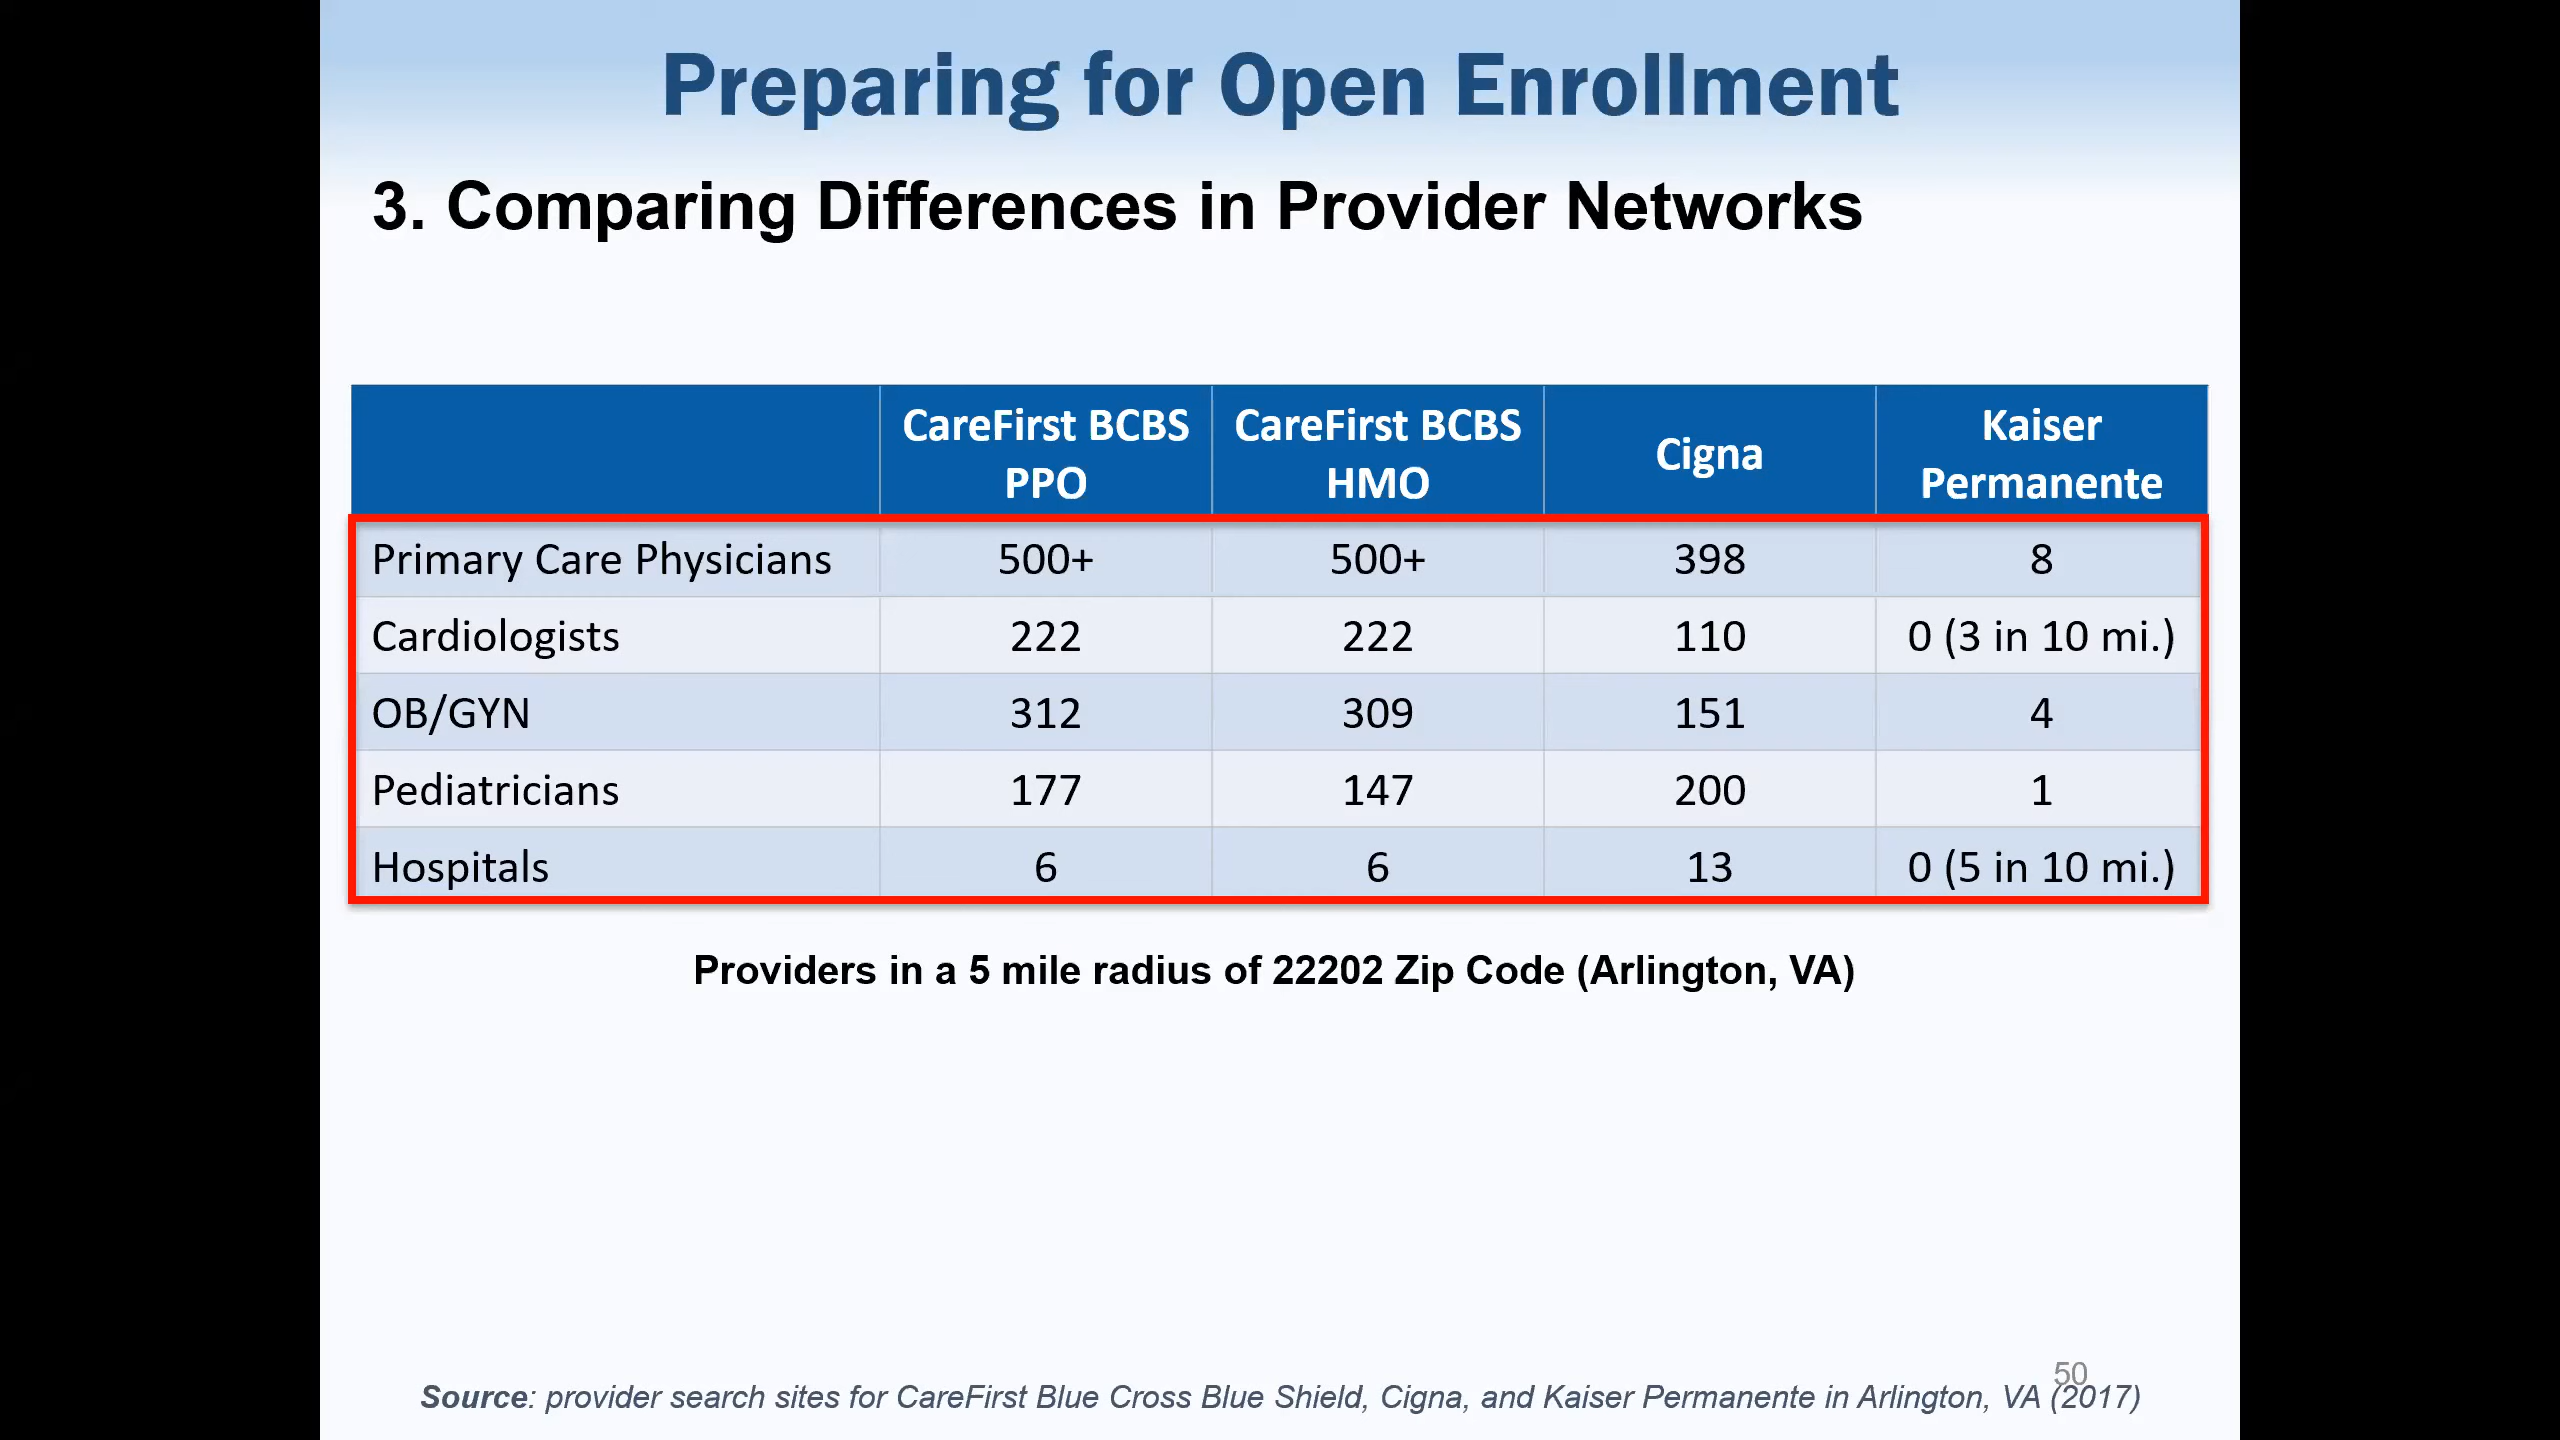 Preparing for Open Enrollment
3. Comparing Differences in Provider Networks
CareFirst BCBS PPO CareFirst BCBS HMO Cigna Kaiser Permanente
Primary Care Physicians 500+ 500+ 398 8
Cardiologists 222 222 110 0 (3 in 10 mi.)
OB/GYN 312 309 151 4
Pediatricians 177 147 200 1
Hospitals 6 6 13 0 (5 in 10 mi.)
Providers in a 5 mile radius of 22202 Zip Code (Arlington, VA)
50
Source: provider search sites for CareFirst Blue Cross Blue Shield, Cigna, and Kaiser Permanente in Arlington, VA (2017)